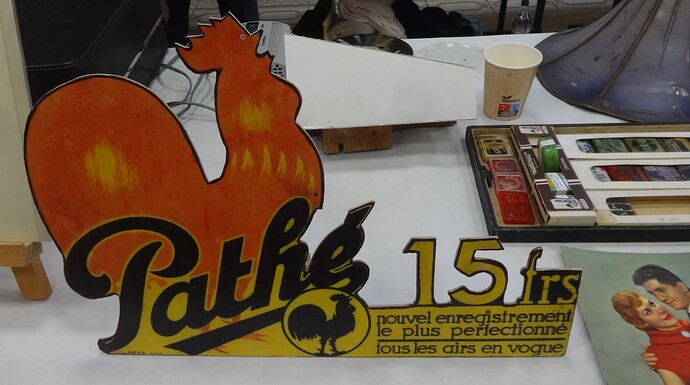 Pathé
15 frs
nouvel enregistrement
le plus perfectionné
tous les airs en vogue